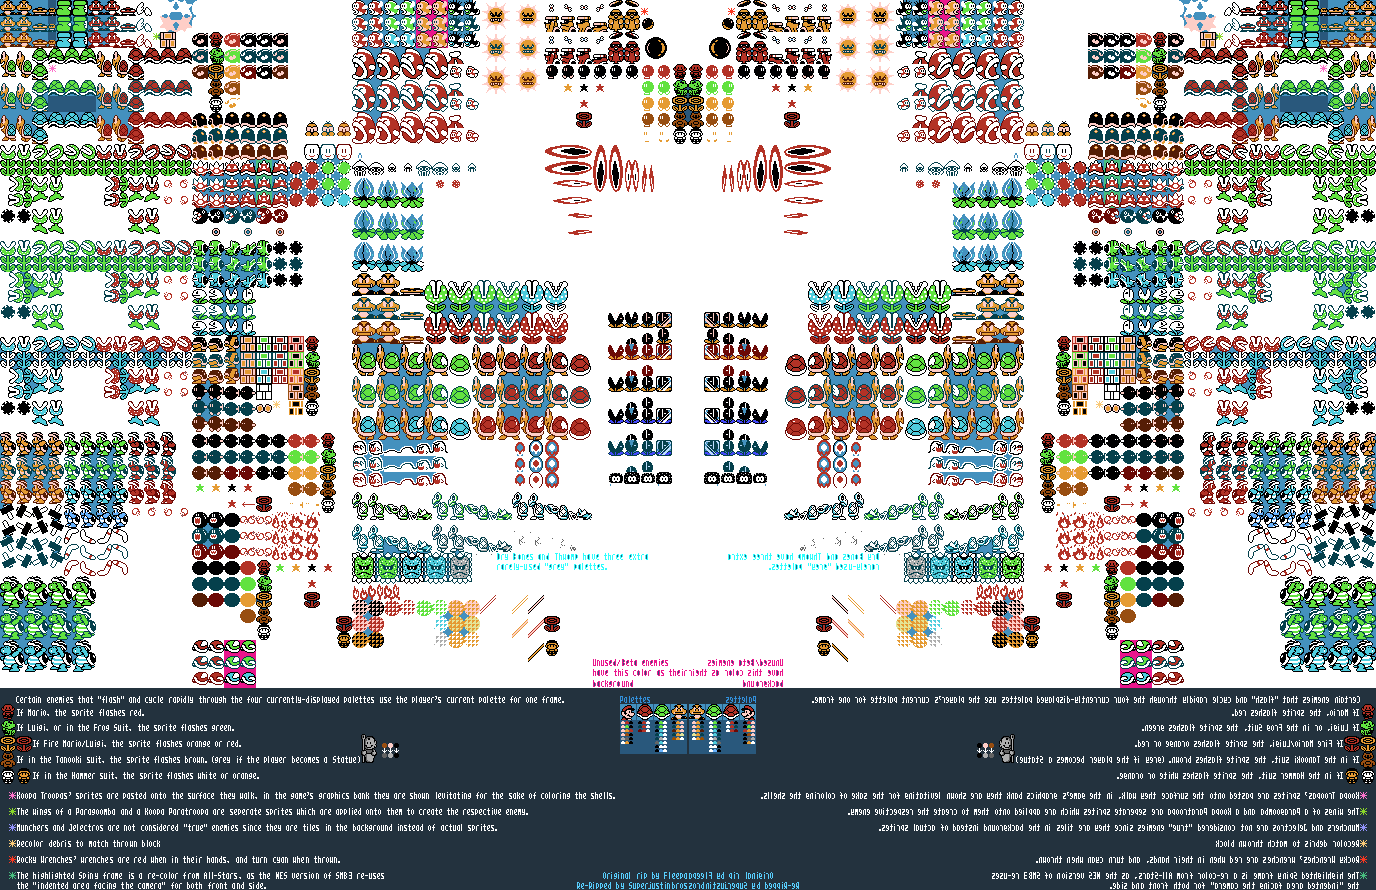 Dry Bones and Thwomp have three extra
rarely-used "grey" palettes.
Unused/Beta enemies
have this color as their
background
Certain enemies that "flash" and cycle rapidly through the four currently-displayed palettes use the player's current palette for one frame.
Palettes
If Mario, the sprite flashes red.
If Luigi, or in the Frog Suit, the sprite flashes green.
If Fire Mario/Luigi, the sprite flashes orange or red.
If in the Tanooki suit, the sprite flashes brown. (grey if the player becomes a Statue)
If in the Hammer suit, the sprite flashes white or orange.
Koopa Troopas' sprites are pasted onto the surface they walk. in the game's graphics bank they are shown levitating for the sake of coloring the shells.
The wings of a Paragoomba and a Koopa Paratroopa are seperate sprites which are applied onto them to create the respective enemy.
Munchers and Jelectros are not considered "true" enemies since they are tiles in the background instead of actual sprites.
Recolor debris to match thrown block
Rocky Wrenches' wrenches are red when in their hands, and turn cyan when thrown.
The highlighted Spiny frame is a re-color from All-Stars, as the NES version of SMB3 re-uses
the "indented area facing the camera" for both front and side.
Original rip by
Re-Ripped by